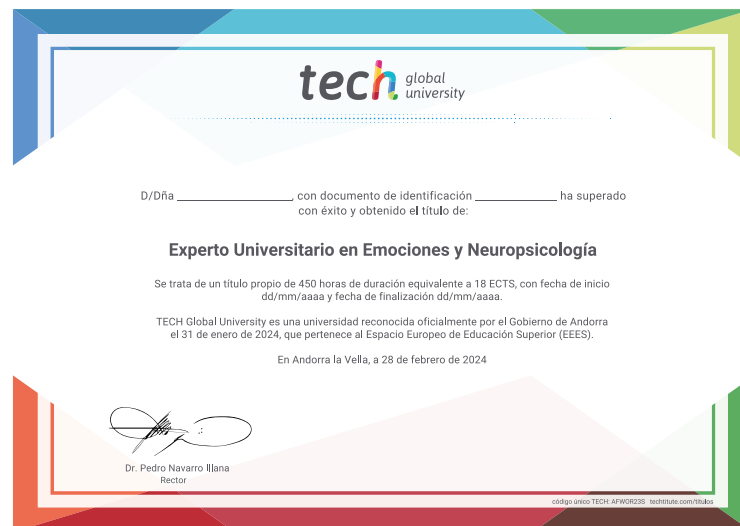 tech global
university
D/Dña ____________________, con documento de identificación ______________ ha superado
con éxito y obtenido el título de:
Experto Universitario en Emociones y Neuropsicología
Se trata de un título propio de 450 horas de duración equivalente a 18 ECTS, con fecha de inicio
dd/mm/aaaa y fecha de finalización dd/mm/aaaa.
TECH Global University es una universidad reconocida oficialmente por el Gobierno de Andorra
el 31 de enero de 2024, que pertenece al Espacio Europeo de Educación Superior (EEES).
En Andorra la Vella, a 28 de febrero de 2024
Dr. Pedro Navarro Illana
Rector
código único TECH: AFWOR23S techtitute.com/titulos